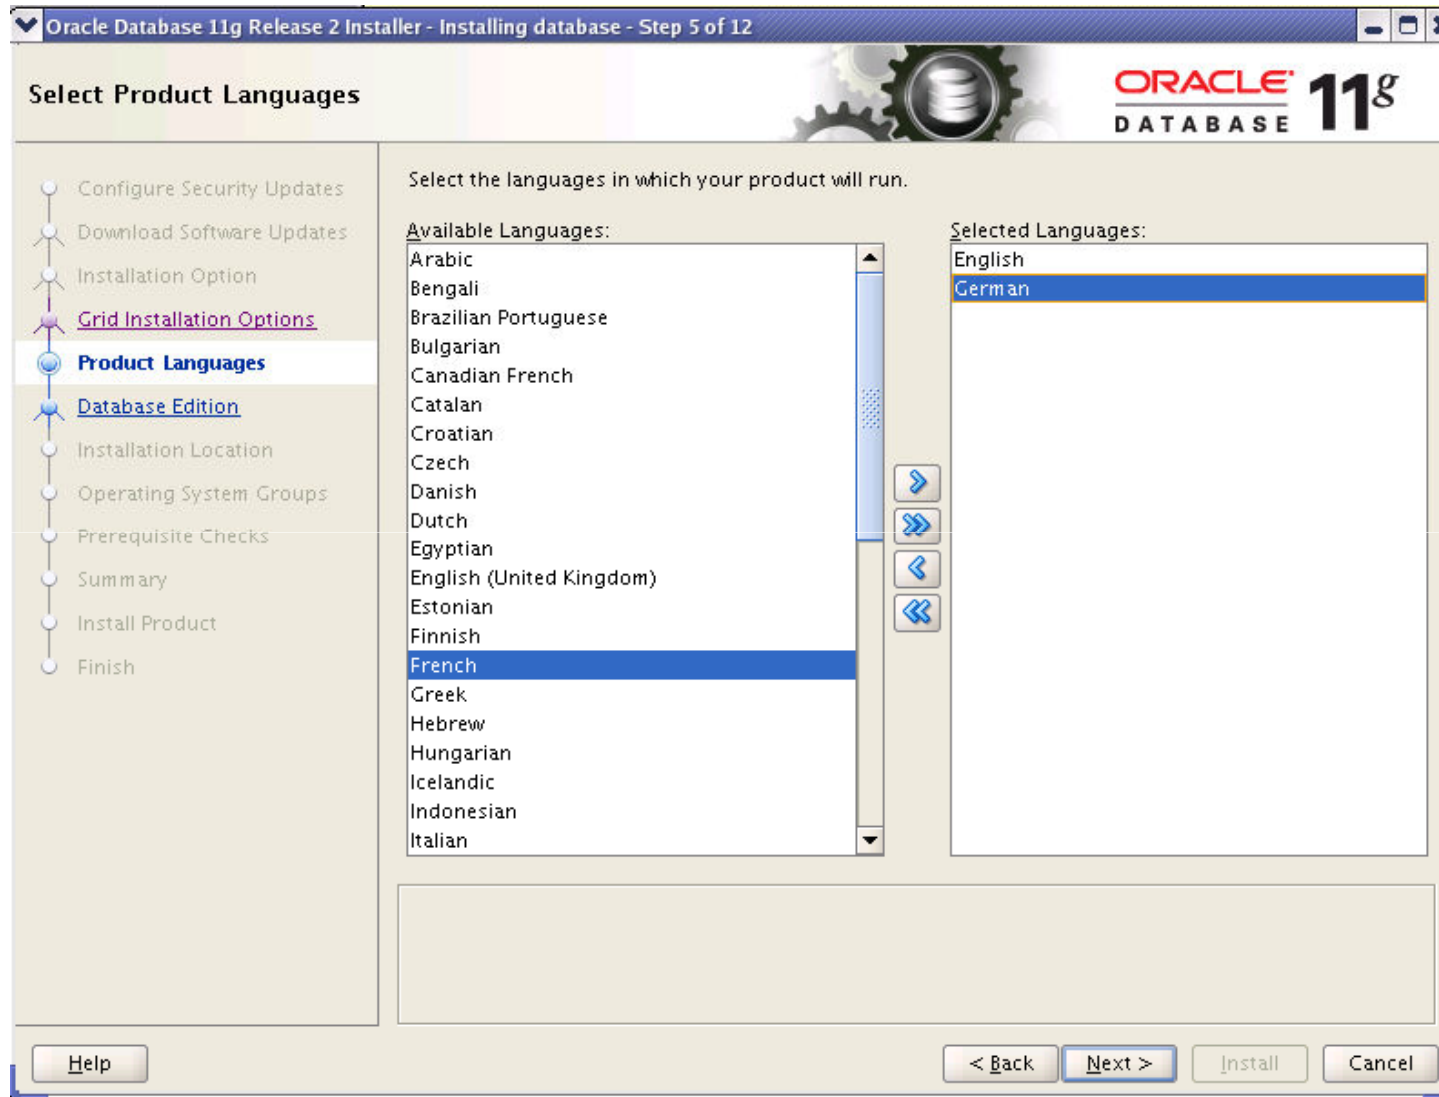 Oracle Database 11g Release 2 Installer - Installing database - Step 5 of 12
Select Product Languages
ORACLE
DATABASE
11g
Configure Security Updates
Download Software Updates
Installation Option
Grid Installation Options
Product Languages
Database Edition
Installation Location
Operating System Groups
Prerequisite Checks
Summary
Install Product
Finish
Select the languages in which your product will run.
Available Languages:
Arabic
Bengali
Brazilian Portuguese
Bulgarian
Canadian French
Catalan
Croatian
Czech
Danish
Dutch
Egyptian
English (United Kingdom)
Estonian
Finnish
French
Greek
Hebrew
Hungarian
Icelandic
Indonesian
Italian
Selected Languages:
English
German
Help
< Back
Next >
Install
Cancel